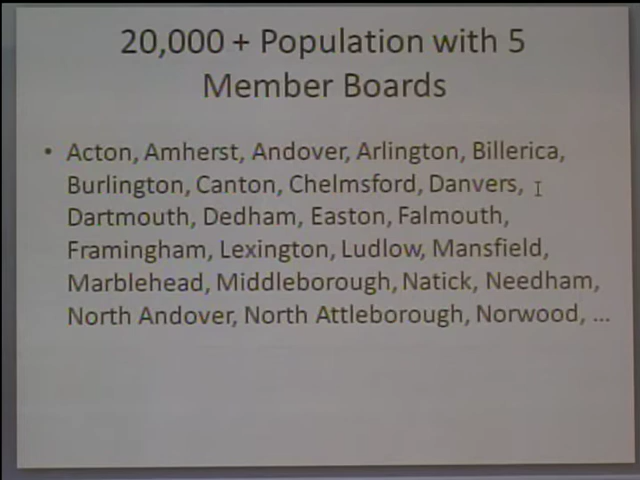 20,000 + Population with 5
Member Boards
• Acton, Amherst, Andover, Arlington, Billerica,
Burlington, Canton, Chelmsford, Danvers,
Dartmouth, Dedham, Easton, Falmouth,
Framingham, Lexington, Ludlow, Mansfield,
Marblehead, Middleborough, Natick, Needham,
North Andover, North Attleborough, Norwood, ...